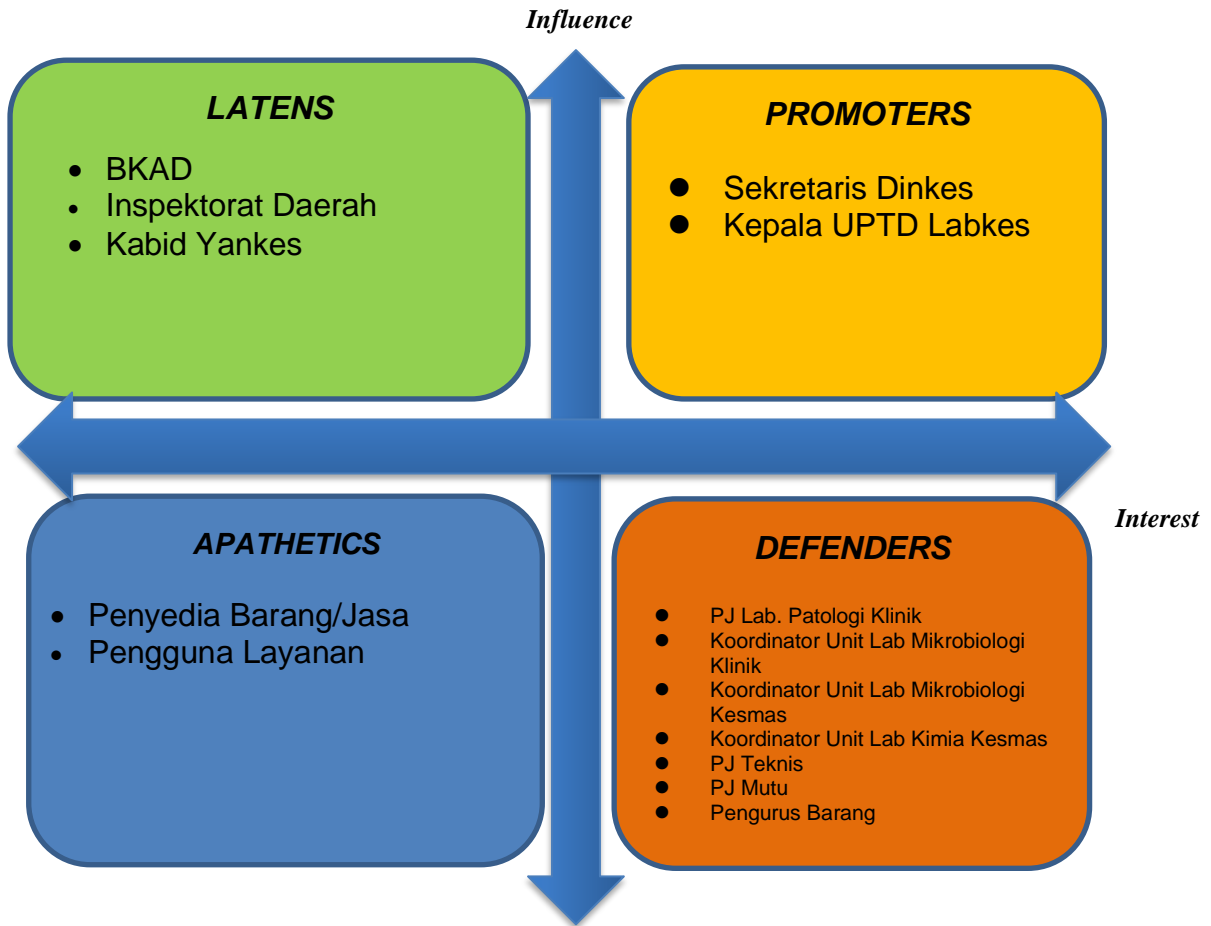 Influence
LATENS
• BKAD
• Inspektorat Daerah
• Kabid Yankes
PROMOTERS
● Sekretaris Dinkes
● Kepala UPTD Labkes
Interest
APATHETICS
• Penyedia Barang/Jasa
• Pengguna Layanan
DEFENDERS
● PJ Lab. Patologi Klinik
● Koordinator Unit Lab Mikrobiologi
Klinik
● Koordinator Unit Lab Mikrobiologi
Kesmas
● Koordinator Unit Lab Kimia Kesmas
● PJ Teknis
● PJ Mutu
● Pengurus Barang